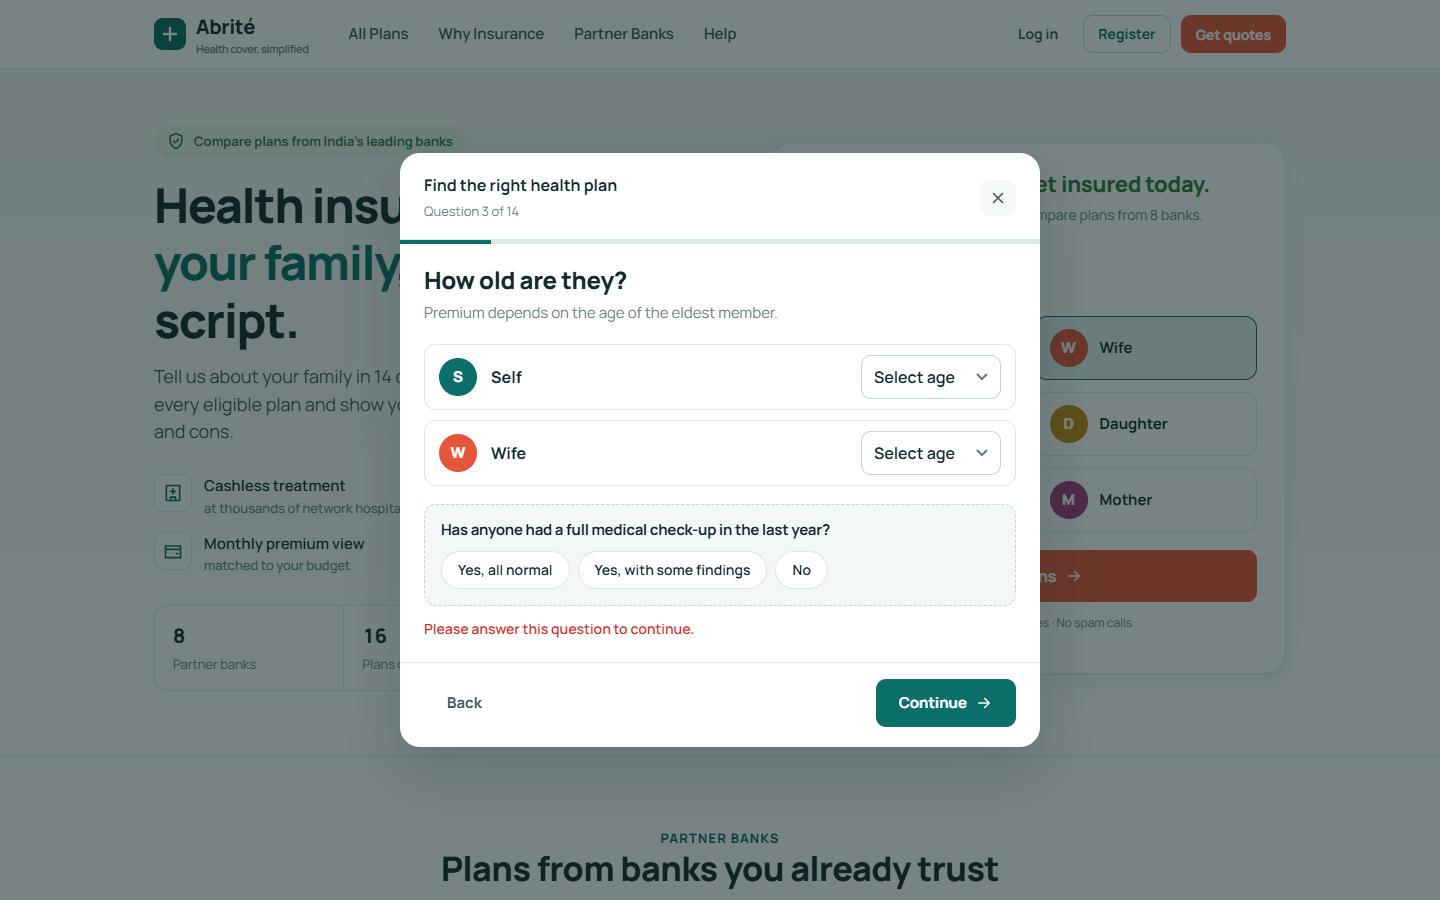 Abrité
Health cover, simplified
All Plans
Why Insurance
Partner Banks
Help
Log in
Register
Get quotes
Compare plans from India's leading banks
Health
your family,
script.
Tell us about your family in 14
every eligible plan and show
and cons.
Cashless treatment
at thousands of network
Monthly premium view
matched to your budget
8
Partner banks
16
Plans
Find the right health plan
Question 3 of 14
How old are they?
Premium depends on the age of the eldest member.
S
Self
Select age
W
Wife
Select age
Has anyone had a full medical check-up in the last year?
Yes, all normal
Yes, with some findings
No
Please answer this question to continue.
Back
Continue
insured today.
plans from 8 banks.
W
Wife
D
Daughter
M
Mother
No spam calls
PARTNER BANKS
Plans from banks you already trust